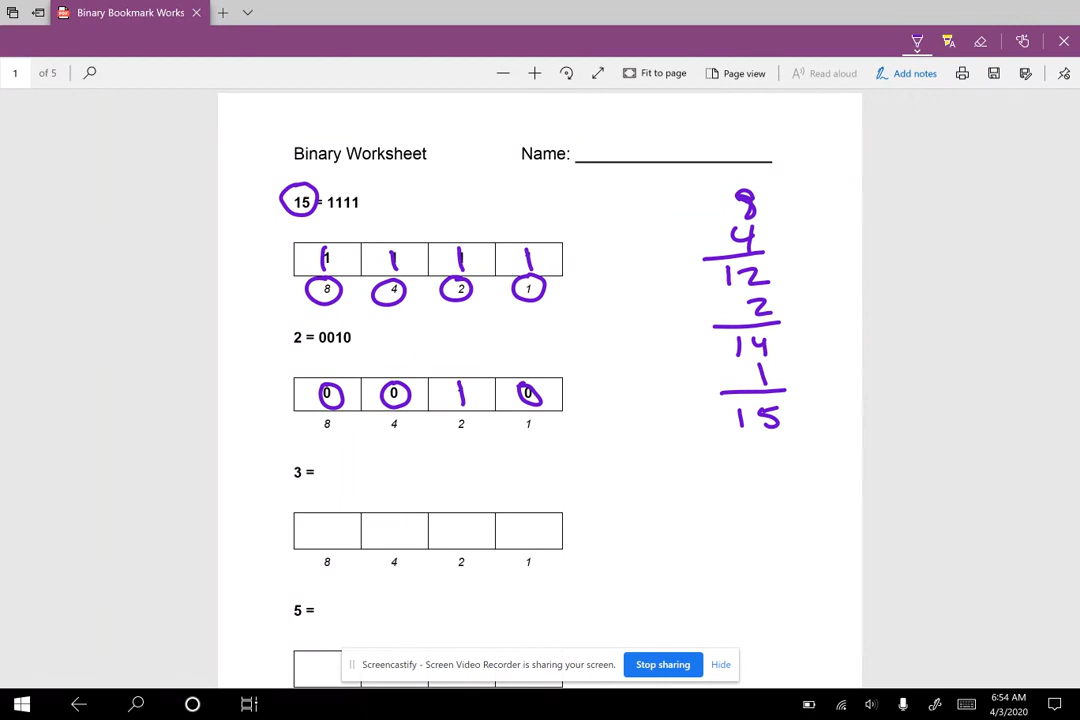 Binary Bookmark Works
1 of 5 Fit to page Page view Read aloud Add notes
Binary Worksheet Name:
15 = 1111
1 1 1 1
8 4 2 1
2 = 0010
0 0 1 0
8 4 2 1
3 =
8 4 2 1
5 =
8
4
12
2
14
1
15
Screencastify - Screen Video Recorder is sharing your screen. Stop sharing Hide
6:54 AM
4/3/2020